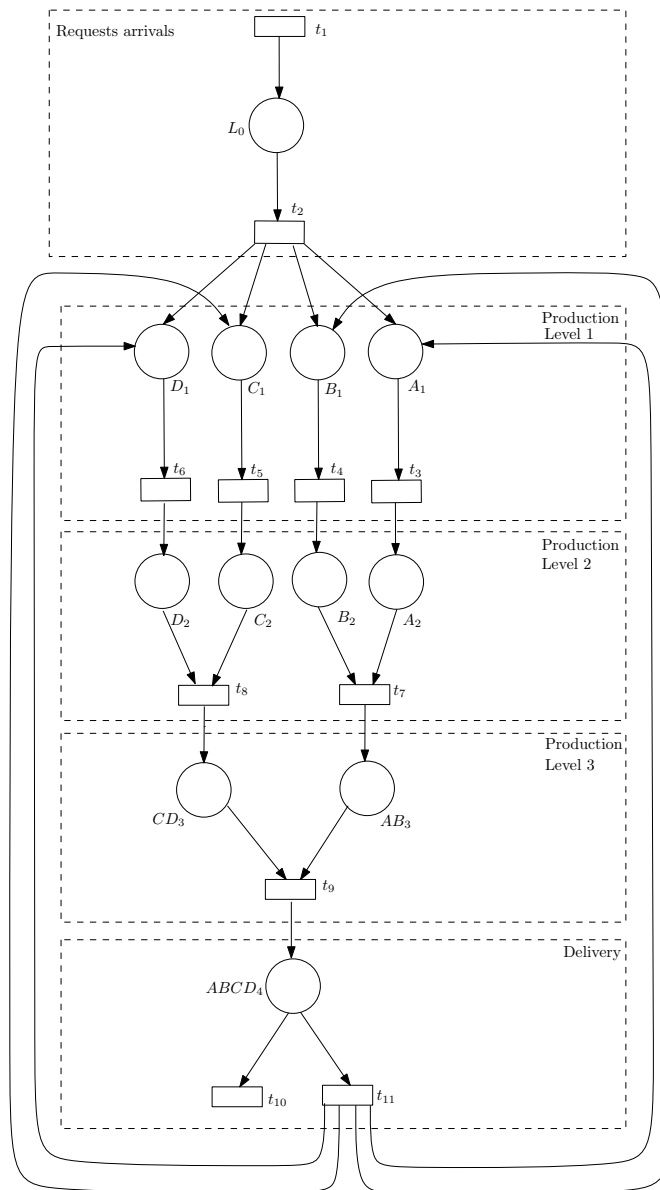 Requests arrivals
t₁
L₀
t₂
Production
Level 1
D₁
C₁
B₁
A₁
t₆
t₅
t₄
t₃
Production
Level 2
D₂
C₂
B₂
A₂
t₈
t₇
Production
Level 3
CD₃
AB₃
t₉
Delivery
ABCD₄
t₁₀
t₁₁